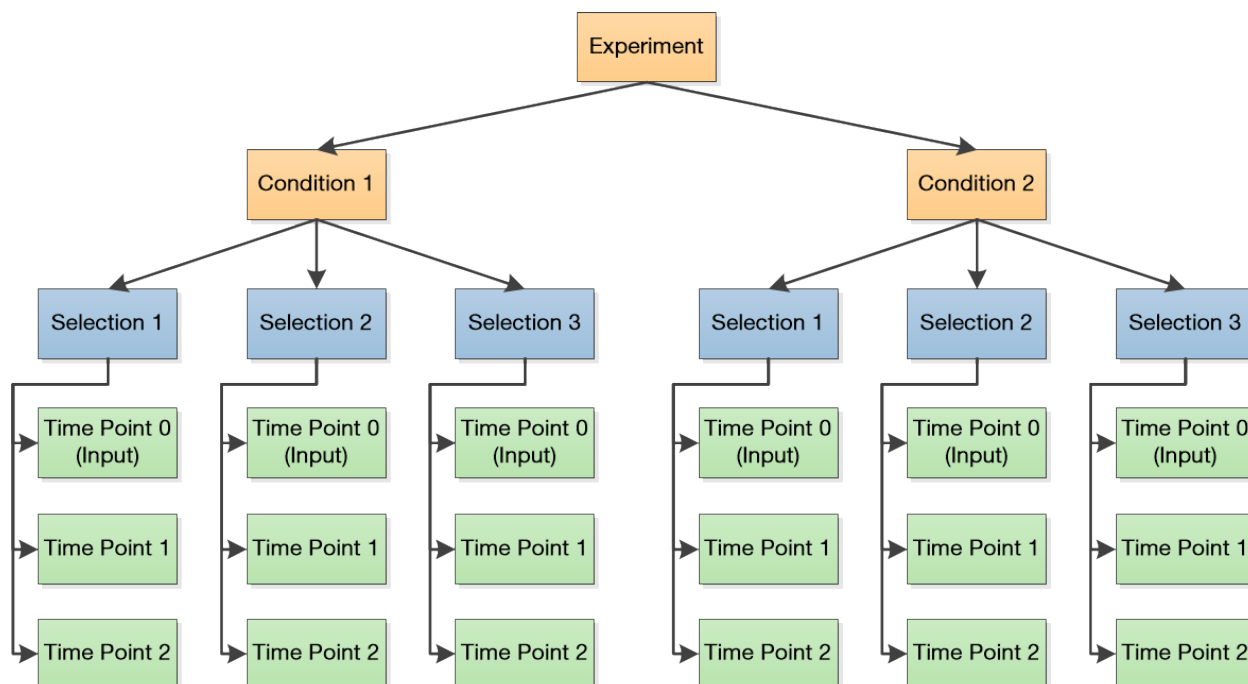 Experiment
Condition 1
Condition 2
Selection 1
Selection 2
Selection 3
Selection 1
Selection 2
Selection 3
Time Point 0
(Input)
Time Point 0
(Input)
Time Point 0
(Input)
Time Point 0
(Input)
Time Point 0
(Input)
Time Point 0
(Input)
Time Point 1
Time Point 1
Time Point 1
Time Point 1
Time Point 1
Time Point 1
Time Point 2
Time Point 2
Time Point 2
Time Point 2
Time Point 2
Time Point 2